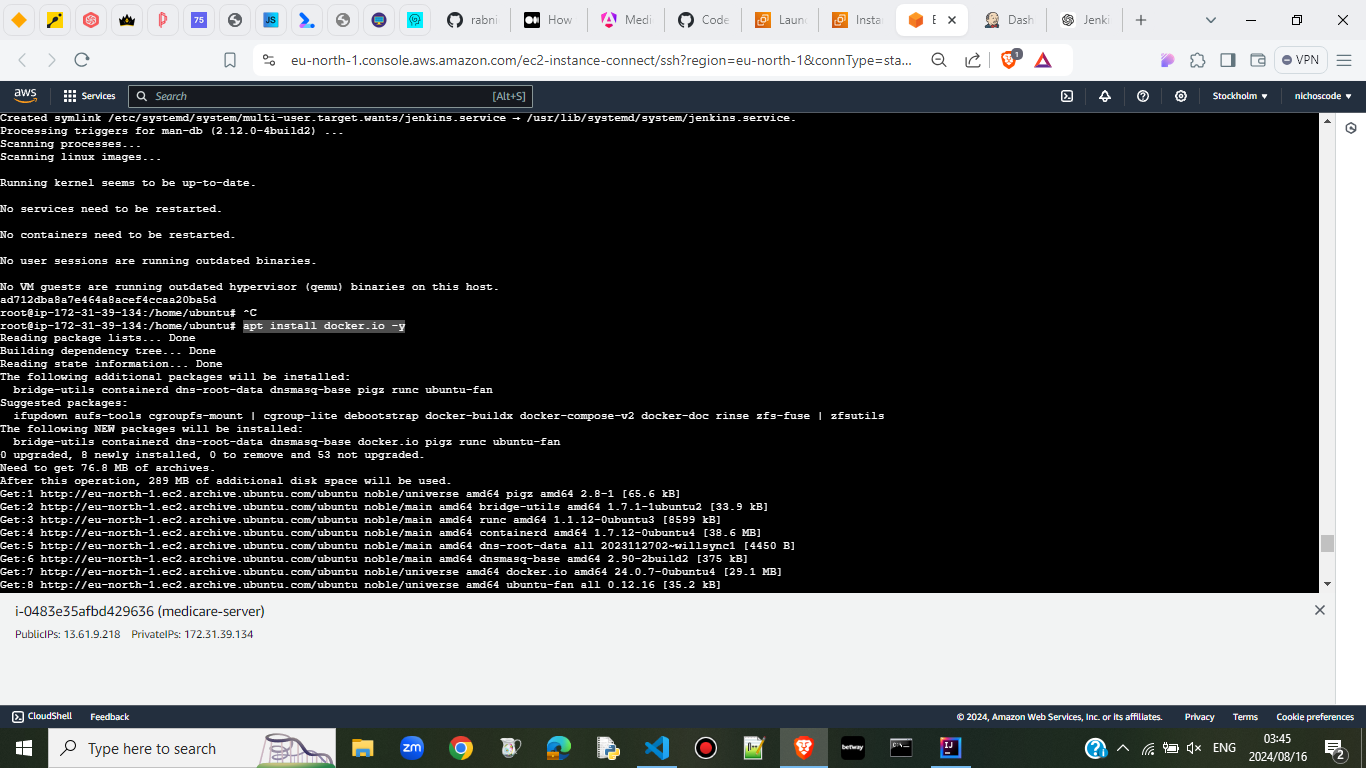 75
JS
rabni
How
Medi
Code
Laun
Insta
E
Dash
Jenki
eu-north-1.console.aws.amazon.com/ec2-instance-connect/ssh?region=eu-north-1&connType=sta...
1
VPN
aws
Services
Search
[Alt+S]
Stockholm
nichoscode
Created symlink /etc/systemd/system/multi-user.target.wants/jenkins.service → /usr/lib/systemd/system/jenkins.service.
Processing triggers for man-db (2.12.0-4build2) ...
Scanning processes...
Scanning linux images...
Running kernel seems to be up-to-date.
No services need to be restarted.
No containers need to be restarted.
No user sessions are running outdated binaries.
No VM guests are running outdated hypervisor (qemu) binaries on this host.
ad712dba8a7e464a8acef4ccaa20ba5d
root@ip-172-31-39-134:/home/ubuntu# ^C
root@ip-172-31-39-134:/home/ubuntu# apt install docker.io -y
Reading package lists... Done
Building dependency tree... Done
Reading state information... Done
The following additional packages will be installed:
bridge-utils containerd dns-root-data dnsmasq-base pigz runc ubuntu-fan
Suggested packages:
ifupdown aufs-tools cgroupfs-mount | cgroup-lite debootstrap docker-buildx docker-compose-v2 docker-doc rinse zfs-fuse | zfsutils
The following NEW packages will be installed:
bridge-utils containerd dns-root-data dnsmasq-base docker.io pigz runc ubuntu-fan
0 upgraded, 8 newly installed, 0 to remove and 53 not upgraded.
Need to get 76.8 MB of archives.
After this operation, 289 MB of additional disk space will be used.
Get:1 http://eu-north-1.ec2.archive.ubuntu.com/ubuntu noble/universe amd64 pigz amd64 2.8-1 [65.6 kB]
Get:2 http://eu-north-1.ec2.archive.ubuntu.com/ubuntu noble/main amd64 bridge-utils amd64 1.7.1-1ubuntu2 [33.9 kB]
Get:3 http://eu-north-1.ec2.archive.ubuntu.com/ubuntu noble/main amd64 runc amd64 1.1.12-0ubuntu3 [8599 kB]
Get:4 http://eu-north-1.ec2.archive.ubuntu.com/ubuntu noble/main amd64 containerd amd64 1.7.12-0ubuntu4 [38.6 MB]
Get:5 http://eu-north-1.ec2.archive.ubuntu.com/ubuntu noble/main amd64 dns-root-data all 2023112702~willsync1 [4450 B]
Get:6 http://eu-north-1.ec2.archive.ubuntu.com/ubuntu noble/main amd64 dnsmasq-base amd64 2.90-2build2 [375 kB]
Get:7 http://eu-north-1.ec2.archive.ubuntu.com/ubuntu noble/universe amd64 docker.io amd64 24.0.7-0ubuntu4 [29.1 MB]
Get:8 http://eu-north-1.ec2.archive.ubuntu.com/ubuntu noble/universe amd64 ubuntu-fan all 0.12.16 [35.2 kB]
i-0483e35afbd429636 (medicare-server)
PublicIPs: 13.61.9.218 PrivateIPs: 172.31.39.134
CloudShell
Feedback
© 2024, Amazon Web Services, Inc. or its affiliates.
Privacy
Terms
Cookie preferences
Type here to search
zm
betway
ENG
03:45
2024/08/16
2